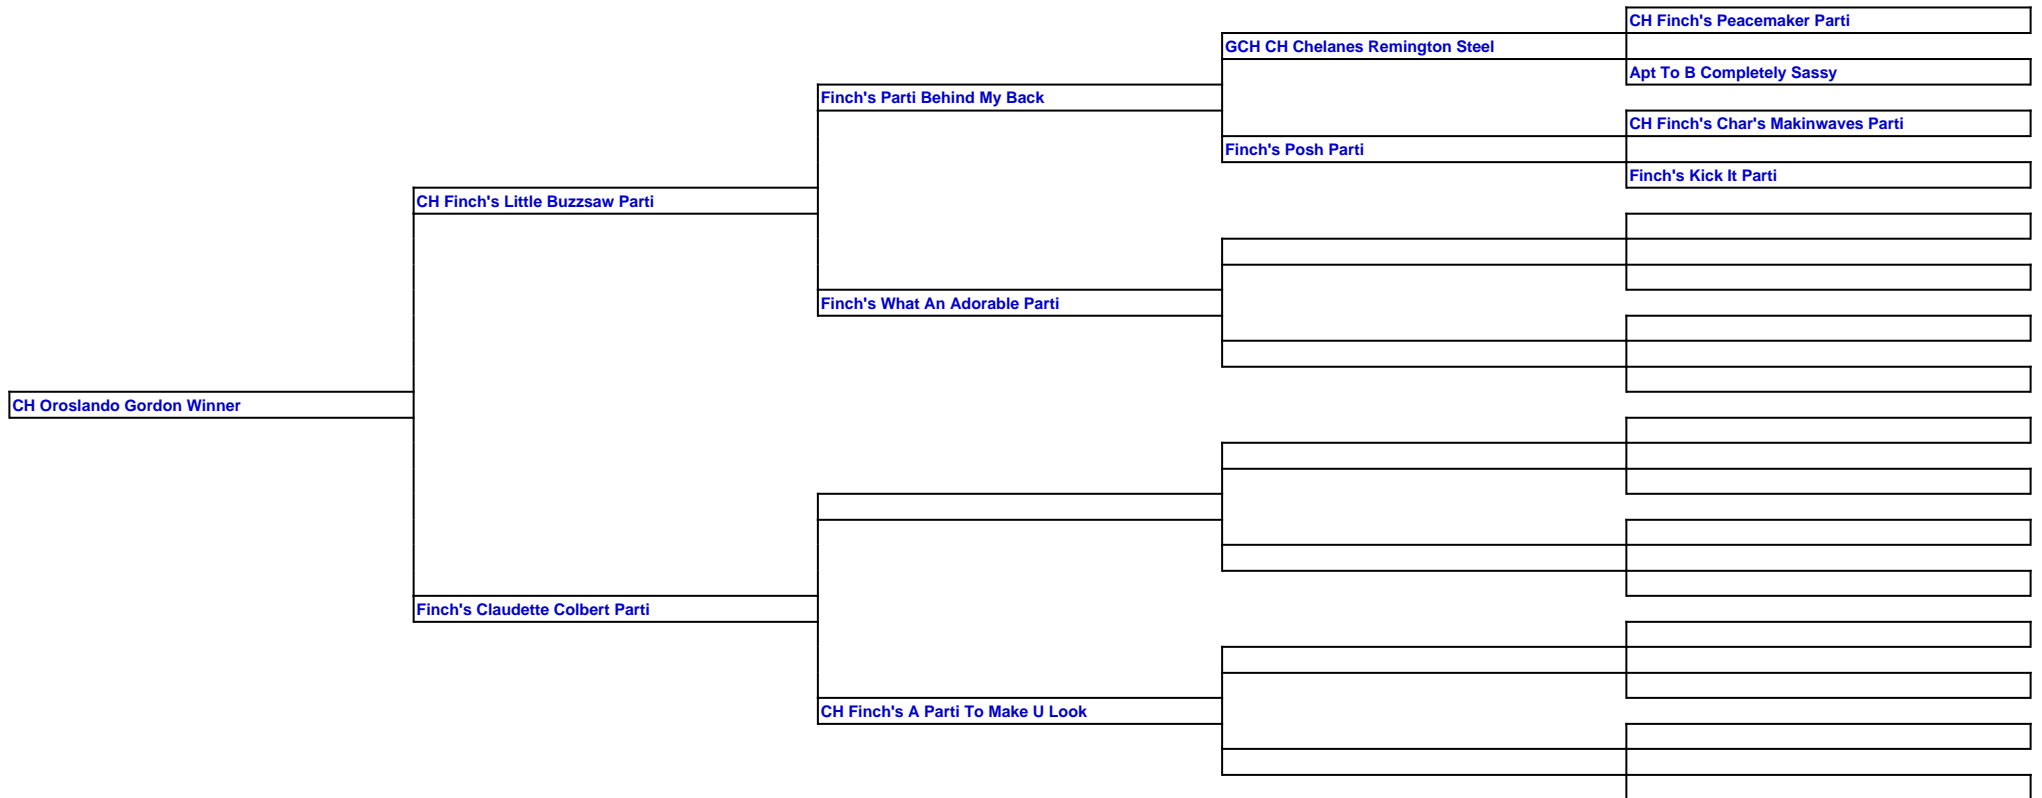 CH Finch's Peacemaker Parti
GCH CH Chelanes Remington Steel
Apt To B Completely Sassy
Finch's Parti Behind My Back
CH Finch's Char's Makinwaves Parti
Finch's Posh Parti
Finch's Kick It Parti
CH Finch's Little Buzzsaw Parti
Finch's What An Adorable Parti
CH Oroslando Gordon Winner
Finch's Claudette Colbert Parti
CH Finch's A Parti To Make U Look